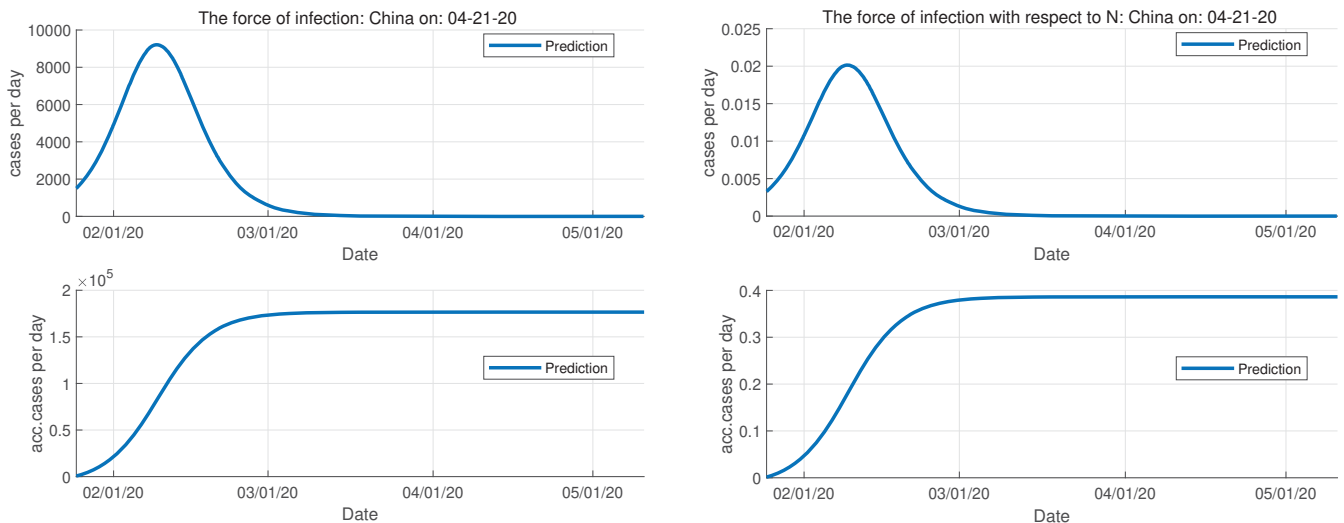 The force of infection: China on: 04-21-20
10000
8000
6000
4000
2000
0
cases per day
Prediction
02/01/20 03/01/20 04/01/20 05/01/20
Date
The force of infection with respect to N: China on: 04-21-20
0.025
0.02
0.015
0.01
0.005
0
cases per day
Prediction
02/01/20 03/01/20 04/01/20 05/01/20
Date
×10⁵
2
1.5
1
0.5
0
acc.cases per day
Prediction
02/01/20 03/01/20 04/01/20 05/01/20
Date
0.4
0.3
0.2
0.1
0
acc.cases per day
Prediction
02/01/20 03/01/20 04/01/20 05/01/20
Date